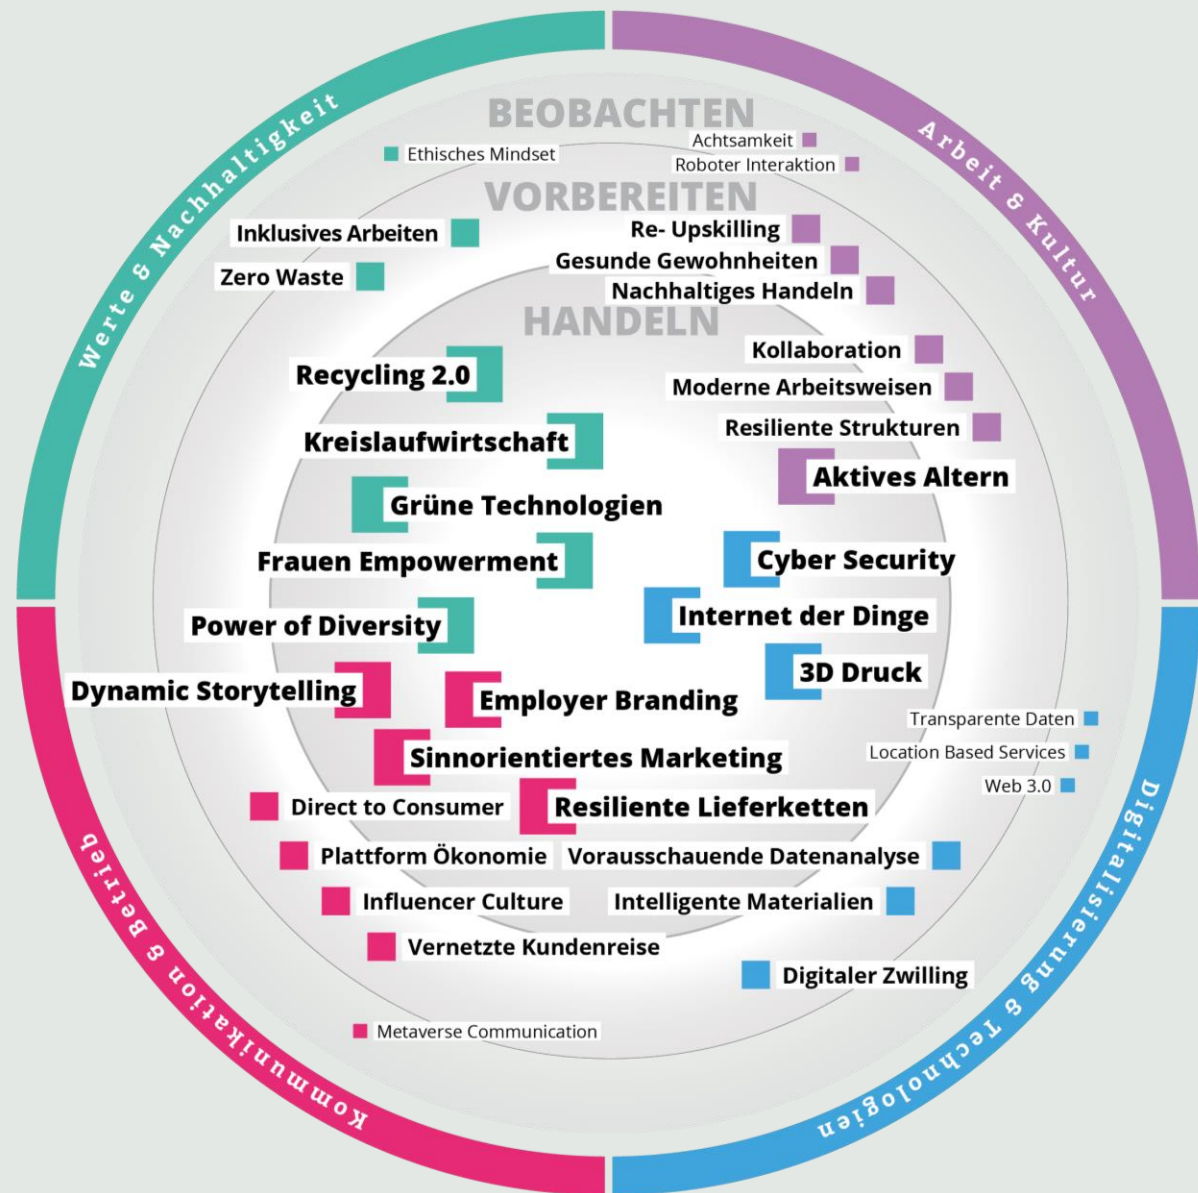 Werte & Nachhaltigkeit
Arbeit & Kultur
BEOBACHTEN
Achtsamkeit
Ethisches Mindset
Roboter Interaktion
VORBEREITEN
Inklusives Arbeiten
Re- Upskilling
Gesunde Gewohnheiten
Zero Waste
Nachhaltiges Handeln
HANDELN
Kollaboration
Recycling 2.0
Moderne Arbeitsweisen
Resiliente Strukturen
Kreislaufwirtschaft
Aktives Altern
Grüne Technologien
Frauen Empowerment
Cyber Security
Internet der Dinge
Power of Diversity
3D Druck
Dynamic Storytelling
Employer Branding
Transparente Daten
Location Based Services
Sinnorientiertes Marketing
Web 3.0
Direct to Consumer
Resiliente Lieferketten
Plattform Ökonomie
Vorausschauende Datenanalyse
Influencer Culture
Intelligente Materialien
Vernetzte Kundenreise
Digitaler Zwilling
Metaverse Communication
Kommunikation & Betrieb
Digitalisierung & Technologien